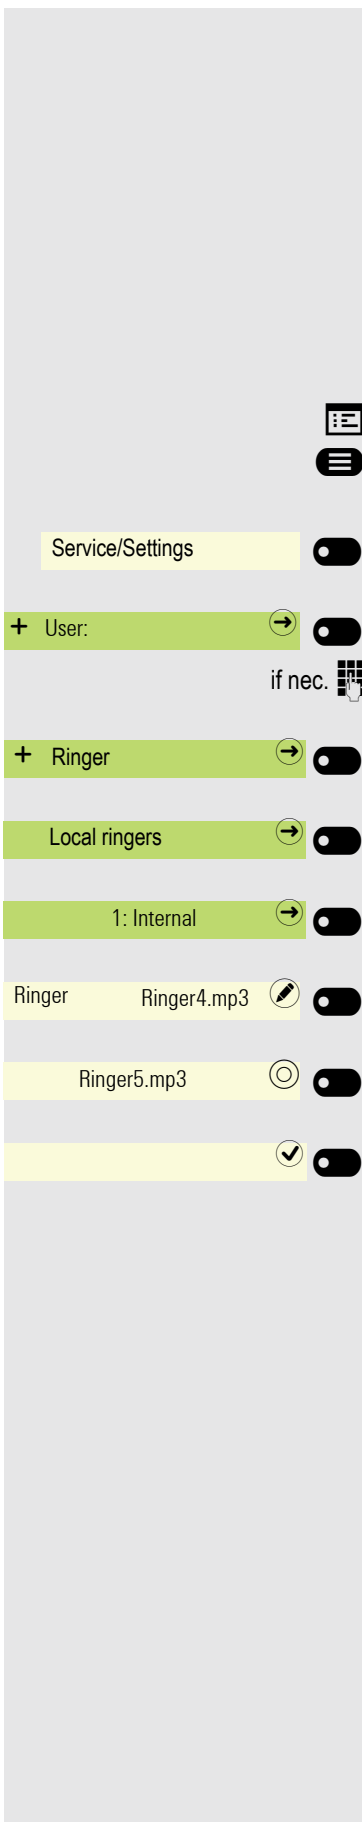 Service/Settings
+ User:
if nec.
+ Ringer
Local ringers
1: Internal
Ringer Ringer4.mp3
Ringer5.mp3